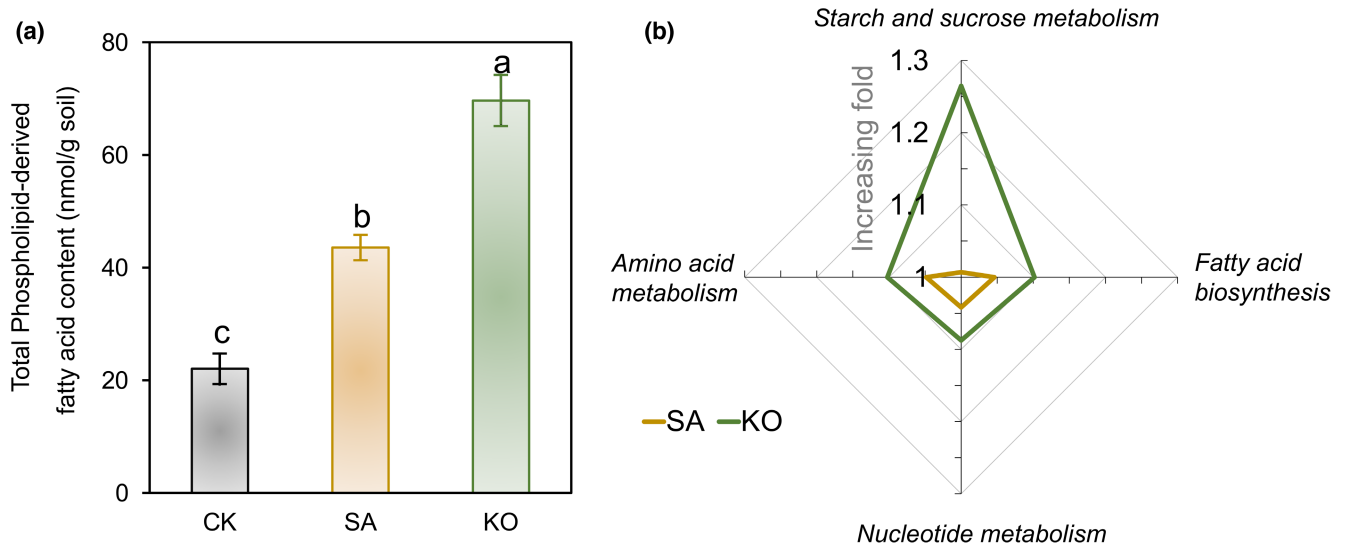 (a)
80
60
40
20
0
Total Phospholipid-derived
fatty acid content (nmol/g soil)
c
b
a
CK
SA
KO
(b)
Starch and sucrose metabolism
1.3
1.2
1.1
1
Increasing fold
Amino acid
metabolism
Fatty acid
biosynthesis
SA
KO
Nucleotide metabolism